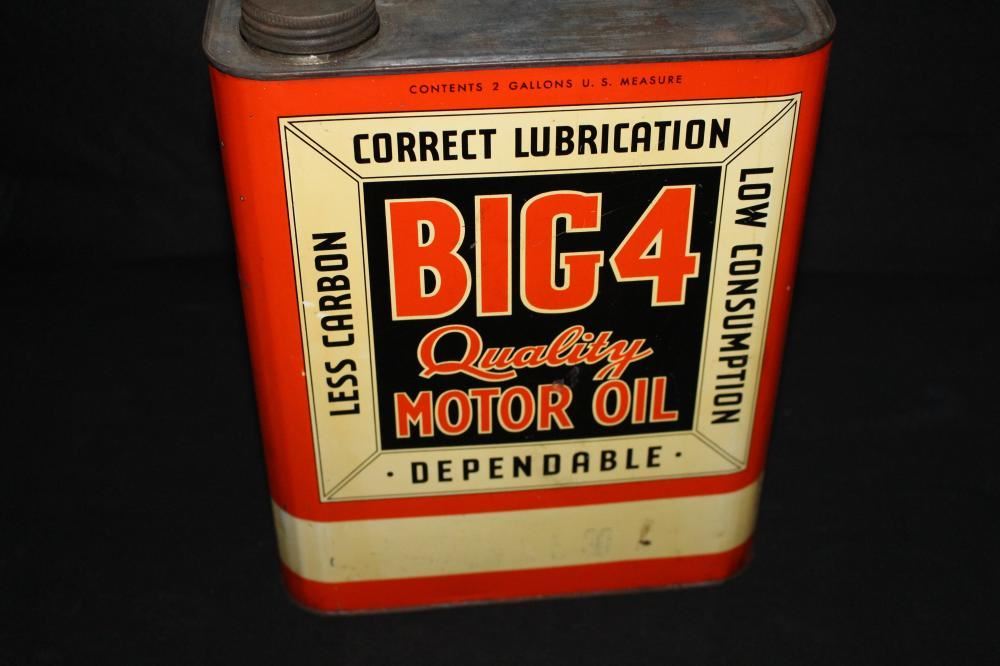 CONTENTS 2 GALLONS U. S. MEASURE
CORRECT LUBRICATION
LESS CARBON
BIG 4
Quality
MOTOR OIL
LOW CONSUMPTION
· DEPENDABLE ·